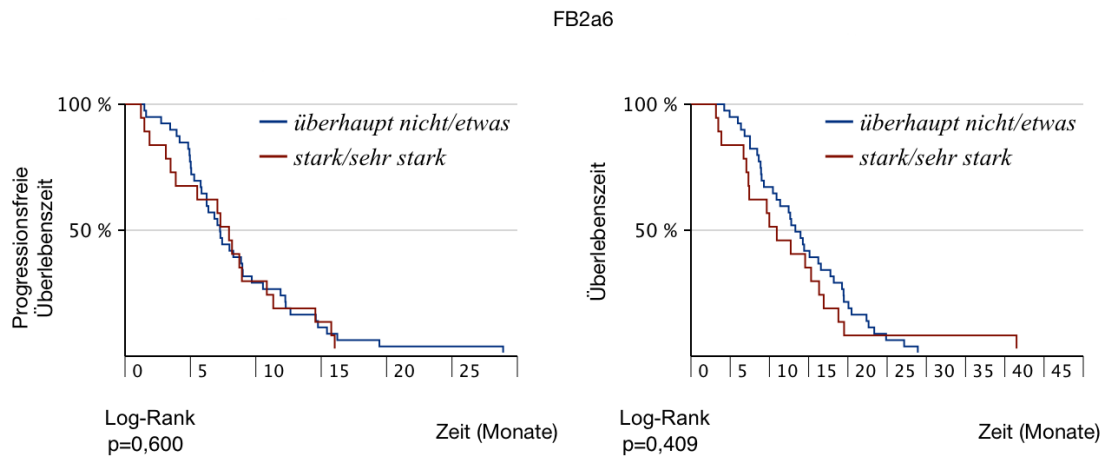 FB2a6
100 %
50 %
Progressionsfreie
Überlebenszeit
überhaupt nicht/etwas
stark/sehr stark
0 5 10 15 20 25
Log-Rank
p=0,600
Zeit (Monate)
100 %
50 %
Überlebenszeit
überhaupt nicht/etwas
stark/sehr stark
0 5 10 15 20 25 30 35 40 45
Log-Rank
p=0,409
Zeit (Monate)